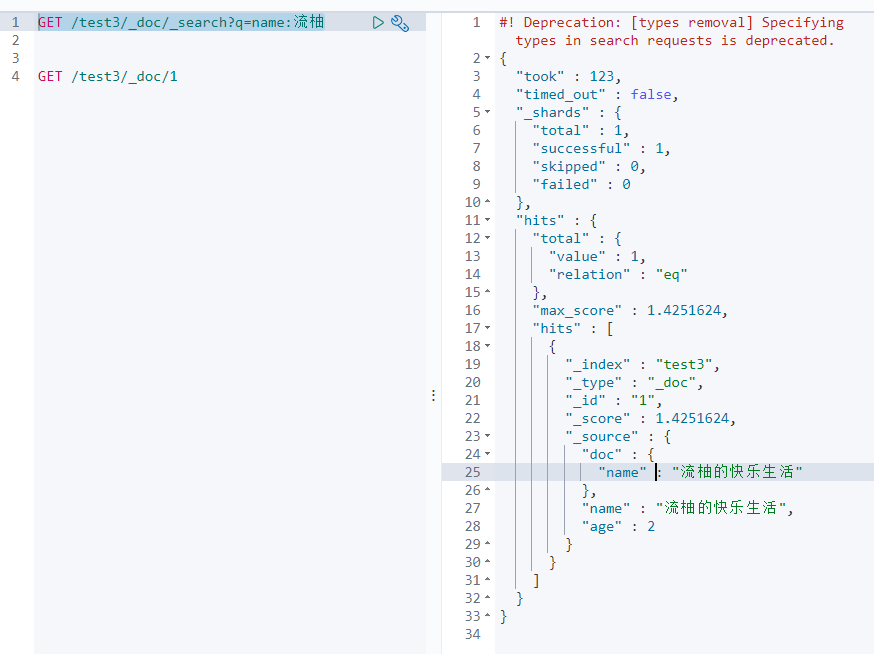 1 GET /test3/_doc/_search?q=name:流柚
2
3
4 GET /test3/_doc/1
1 #! Deprecation: [types removal] Specifying
types in search requests is deprecated.
2 {
3 "took" : 123,
4 "timed_out" : false,
5 "_shards" : {
6 "total" : 1,
7 "successful" : 1,
8 "skipped" : 0,
9 "failed" : 0
10 },
11 "hits" : {
12 "total" : {
13 "value" : 1,
14 "relation" : "eq"
15 },
16 "max_score" : 1.4251624,
17 "hits" : [
18 {
19 "_index" : "test3",
20 "_type" : "_doc",
21 "_id" : "1",
22 "_score" : 1.4251624,
23 "_source" : {
24 "doc" : {
25 "name" : "流柚的快乐生活"
26 },
27 "name" : "流柚的快乐生活",
28 "age" : 2
29 }
30 }
31 ]
32 }
33 }
34